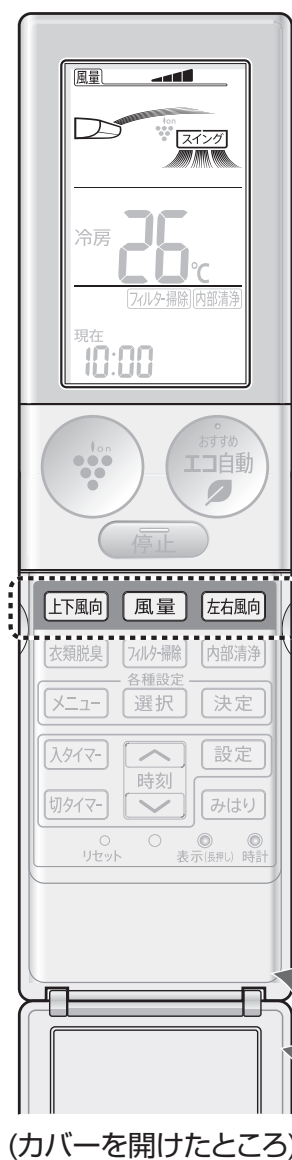 風量
ion
スイング
冷房 26℃
フィルター掃除 内部清浄
現在
10:00
ion
おすすめ
エコ自動
停止
上下風向 風量 左右風向
衣類脱臭 フィルター掃除 内部清浄
各種設定
メニュー 選択 決定
入タイマー 設定
時刻
切タイマー みはり
リセット 表示(長押し) 時計
(カバーを開けたところ)